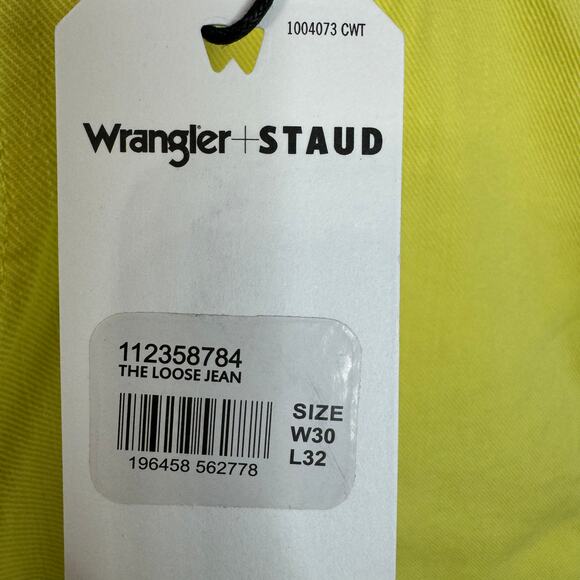 1004073 CWT
Wrangler+STAUD
112358784
THE LOOSE JEAN
196458 562778
SIZE
W30
L32